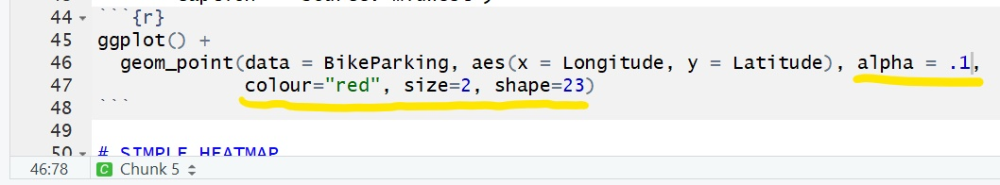 44 ```{r}
45 ggplot() +
46   geom_point(data = BikeParking, aes(x = Longitude, y = Latitude), alpha = .1,
47             colour="red", size=2, shape=23)
48 ```
49
50 # SIMPLE HEATMAP
46:78 C Chunk 5